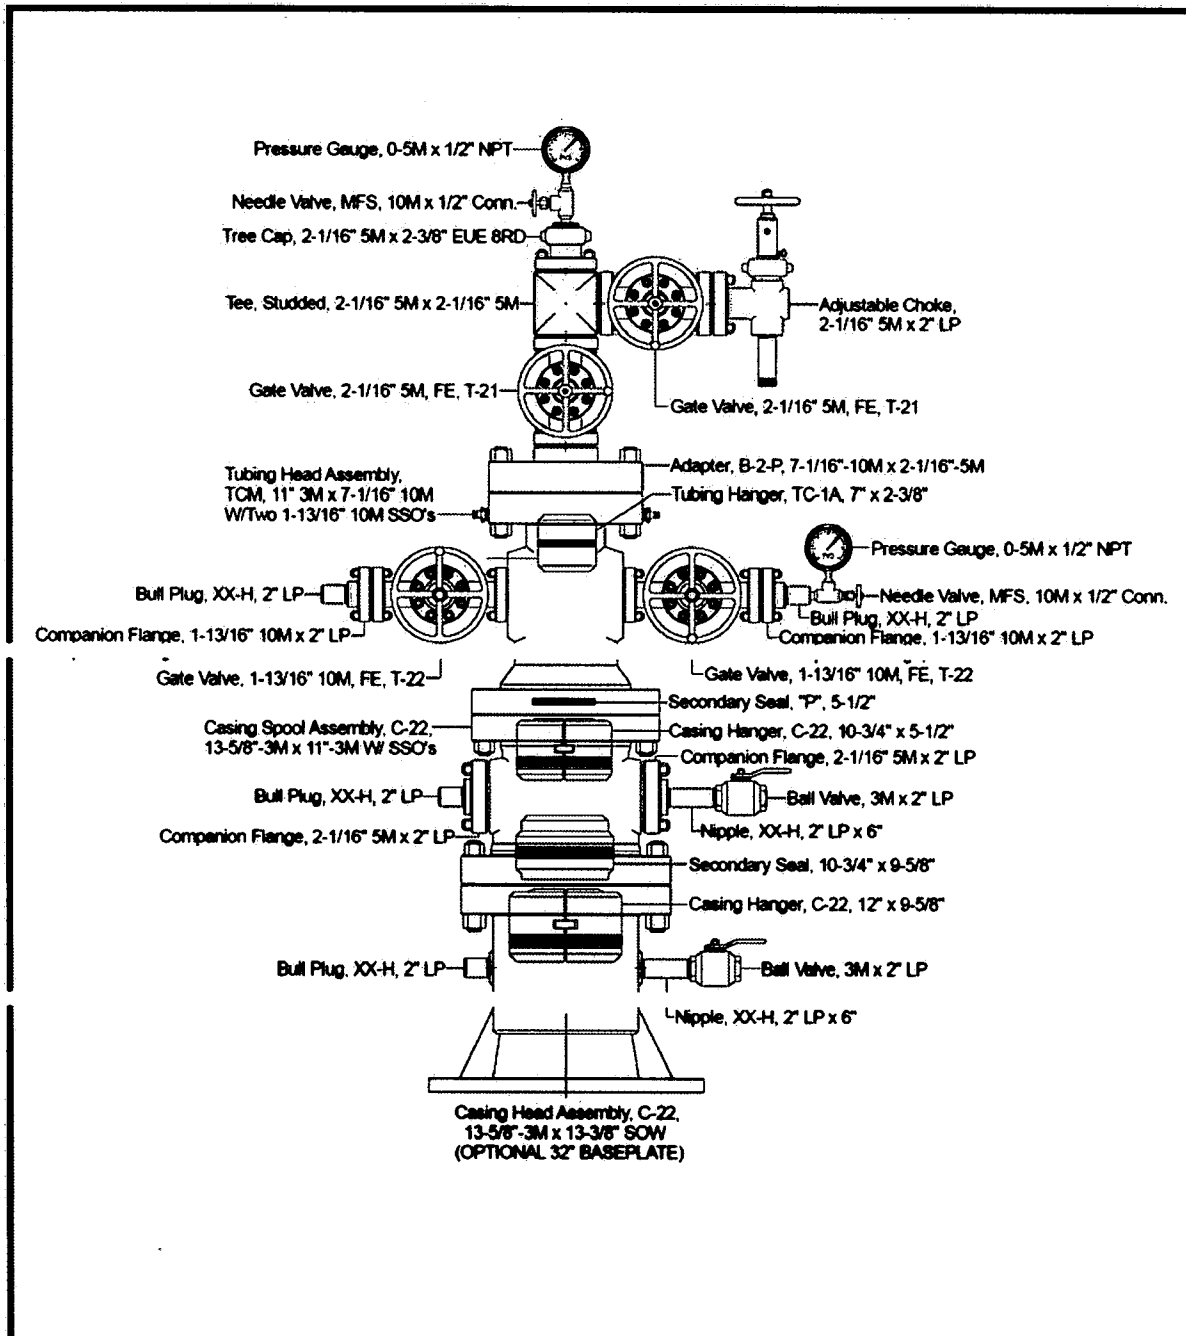 Pressure Gauge, 0-5M x 1/2" NPT
Needle Valve, MFS, 10M x 1/2" Conn.
Tree Cap, 2-1/16" 5M x 2-3/8" EUE 8RD
Tee, Studded, 2-1/16" 5M x 2-1/16" 5M
Adjustable Choke,
2-1/16" 5M x 2" LP
Gate Valve, 2-1/16" 5M, FE, T-21
Gate Valve, 2-1/16" 5M, FE, T-21
Adapter, B-2-P, 7-1/16"-10M x 2-1/16"-5M
Tubing Head Assembly,
TCM, 11" 3M x 7-1/16" 10M
W/Two 1-13/16" 10M SSO's
Tubing Hanger, TC-1A, 7" x 2-3/8"
Pressure Gauge, 0-5M x 1/2" NPT
Bull Plug, XX-H, 2" LP
Needle Valve, MFS, 10M x 1/2" Conn.
Bull Plug, XX-H, 2" LP
Companion Flange, 1-13/16" 10M x 2" LP
Companion Flange, 1-13/16" 10M x 2" LP
Gate Valve, 1-13/16" 10M, FE, T-22
Gate Valve, 1-13/16" 10M, FE, T-22
Secondary Seal, "P", 5-1/2"
Casing Spool Assembly, C-22,
13-5/8"-3M x 11"-3M W/ SSO's
Casing Hanger, C-22, 10-3/4" x 5-1/2"
Companion Flange, 2-1/16" 5M x 2" LP
Bull Plug, XX-H, 2" LP
Ball Valve, 3M x 2" LP
Companion Flange, 2-1/16" 5M x 2" LP
Nipple, XX-H, 2" LP x 6"
Secondary Seal, 10-3/4" x 9-5/8"
Casing Hanger, C-22, 12" x 9-5/8"
Bull Plug, XX-H, 2" LP
Ball Valve, 3M x 2" LP
Nipple, XX-H, 2" LP x 6"
Casing Head Assembly, C-22,
13-5/8"-3M x 13-3/8" SOW
(OPTIONAL 32" BASEPLATE)